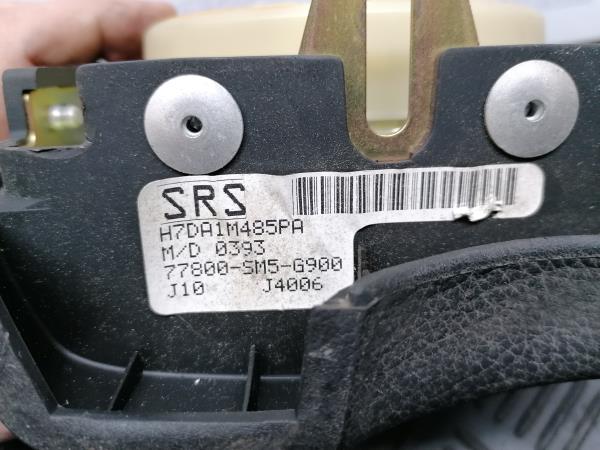 SRS
H7DA1M485PA
M/D 0393
77800-SM5-G900
J10 J4006